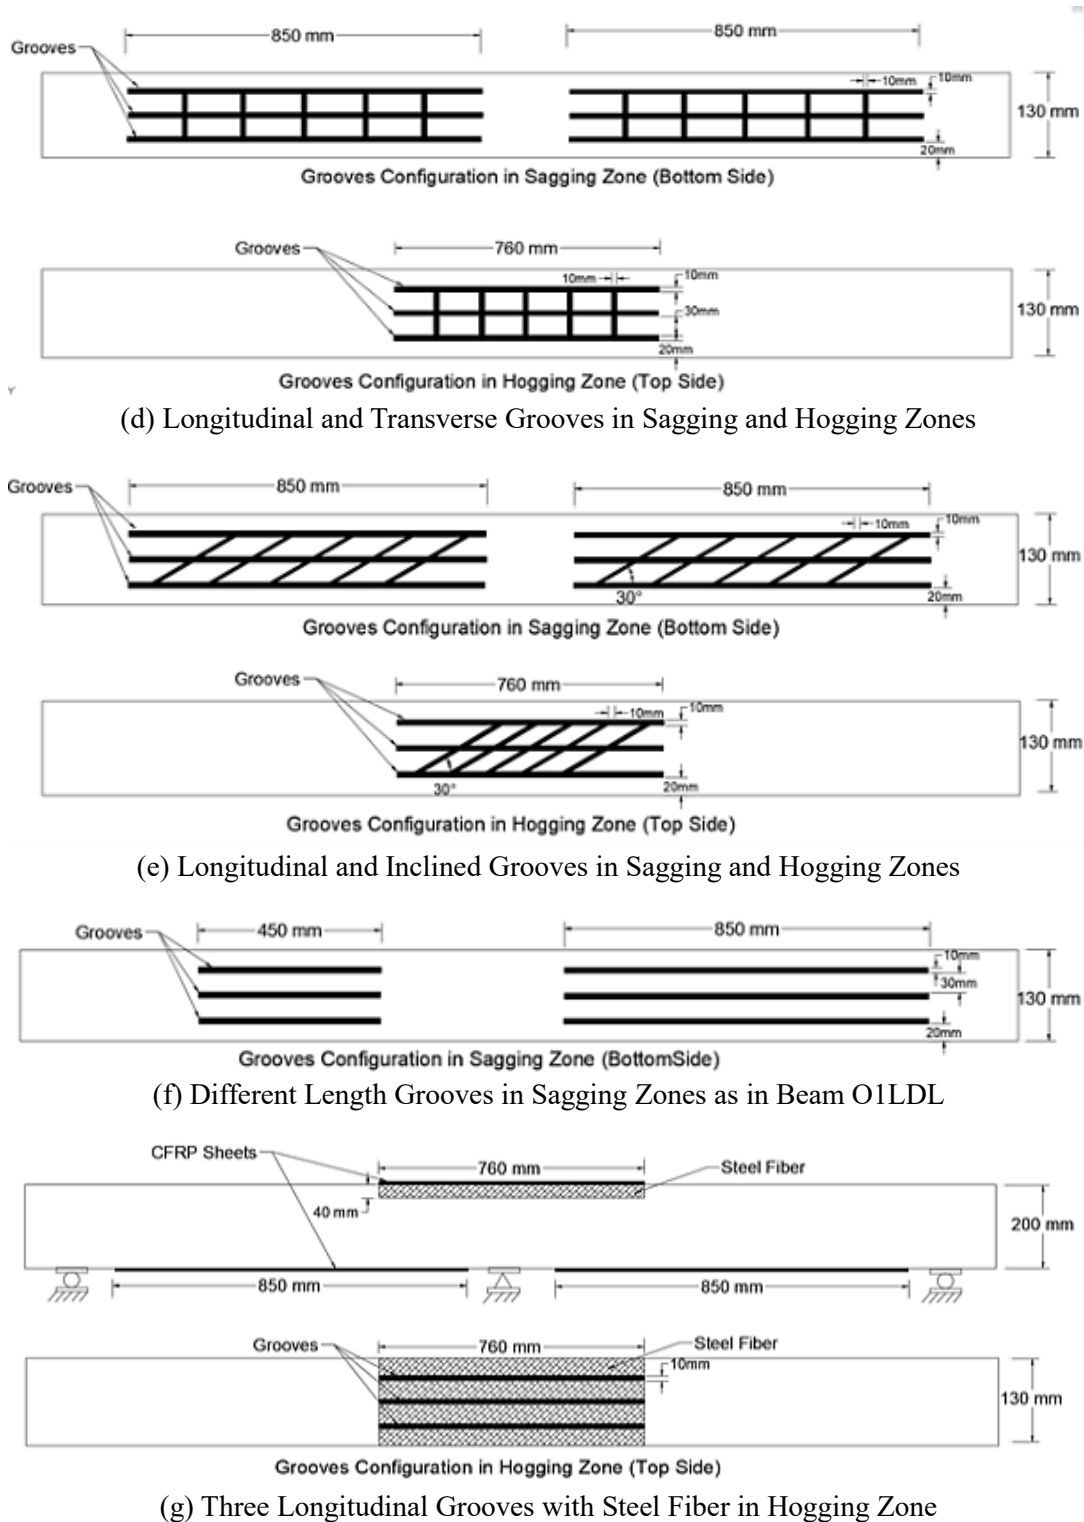 850 mm
850 mm
Grooves
10mm
10mm
130 mm
20mm
Grooves Configuration in Sagging Zone (Bottom Side)
Grooves
760 mm
10mm
10mm
30mm
130 mm
20mm
Grooves Configuration in Hogging Zone (Top Side)
(d) Longitudinal and Transverse Grooves in Sagging and Hogging Zones
Grooves
850 mm
850 mm
10mm
10mm
130 mm
30°
20mm
Grooves Configuration in Sagging Zone (Bottom Side)
Grooves
760 mm
10mm
10mm
130 mm
30°
20mm
Grooves Configuration in Hogging Zone (Top Side)
(e) Longitudinal and Inclined Grooves in Sagging and Hogging Zones
Grooves
450 mm
850 mm
10mm
30mm
130 mm
20mm
Grooves Configuration in Sagging Zone (BottomSide)
(f) Different Length Grooves in Sagging Zones as in Beam O1LDL
CFRP Sheets
760 mm
Steel Fiber
40 mm
200 mm
850 mm
850 mm
Grooves
760 mm
Steel Fiber
10mm
130 mm
Grooves Configuration in Hogging Zone (Top Side)
(g) Three Longitudinal Grooves with Steel Fiber in Hogging Zone